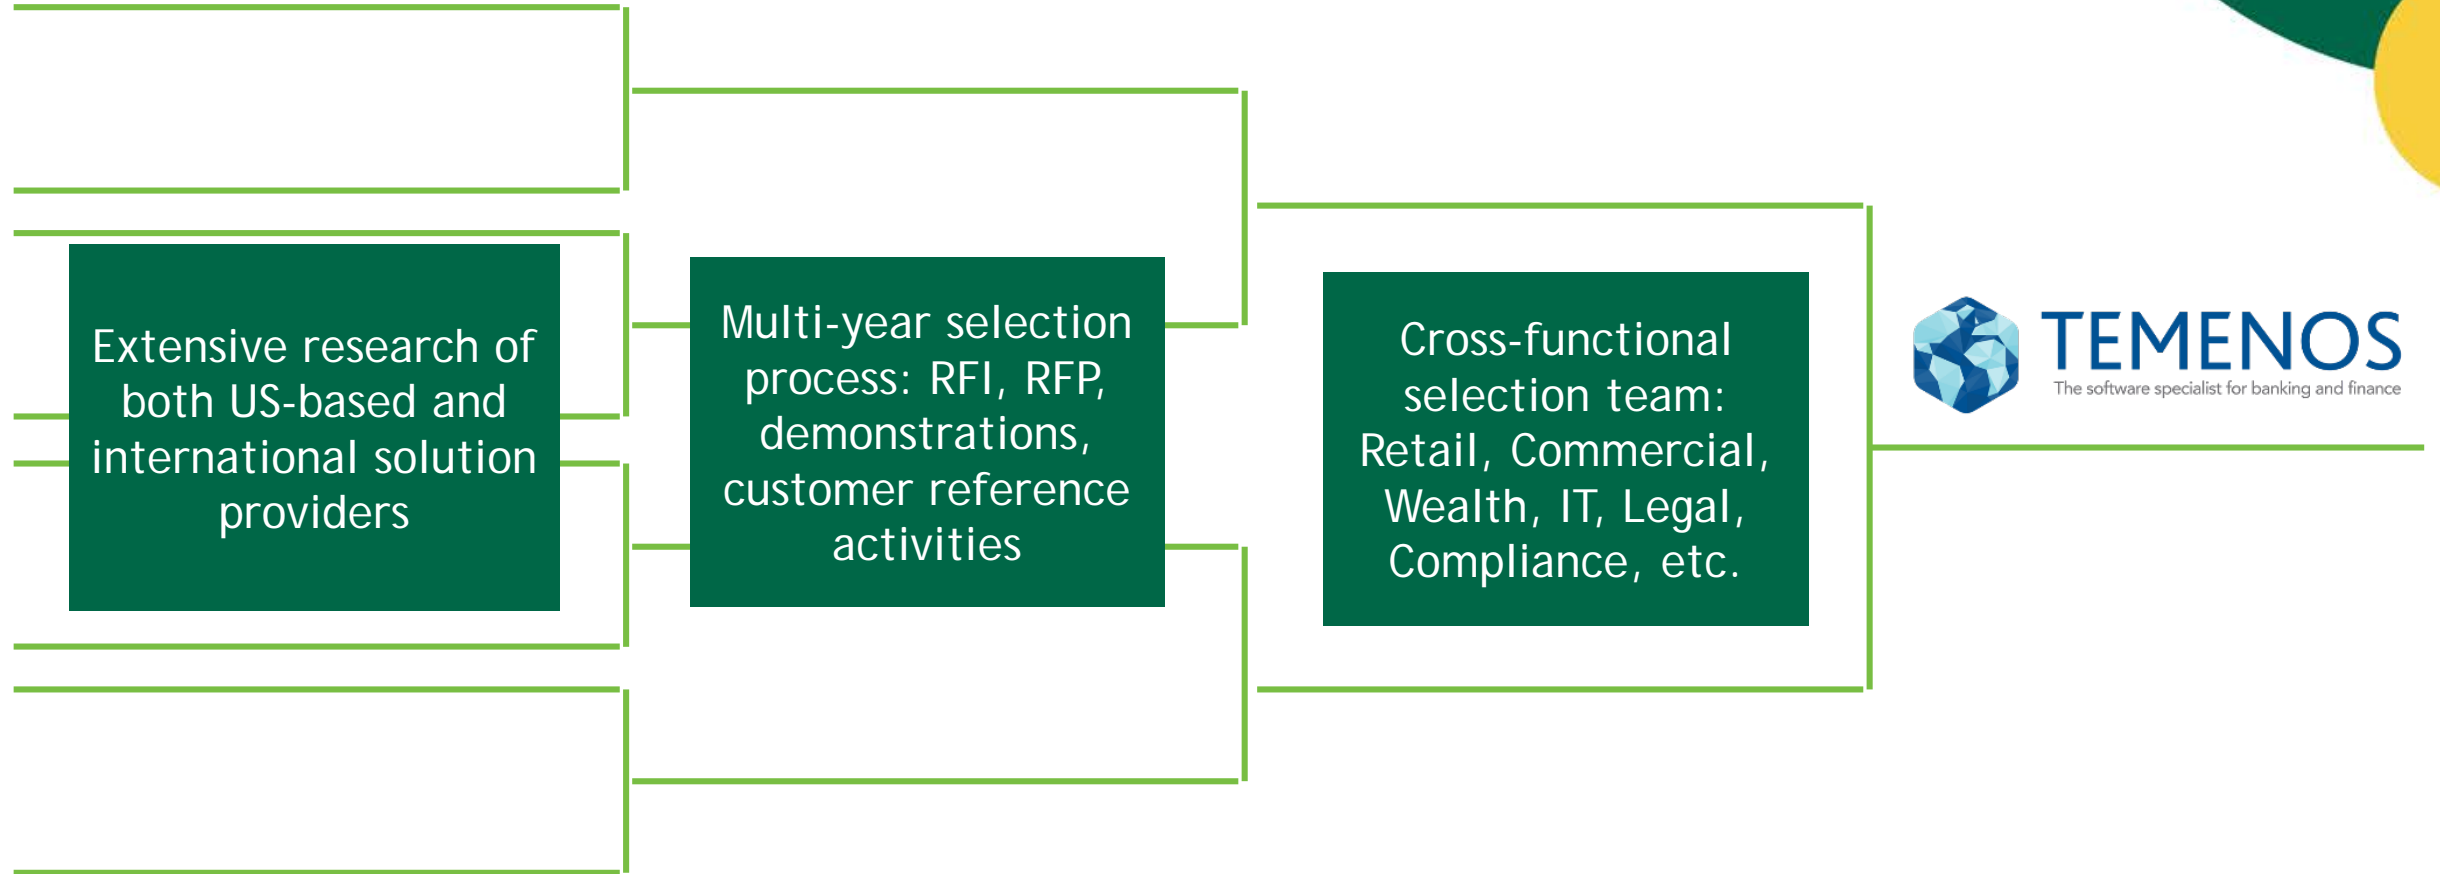 Extensive research of
both US-based and
international solution
providers
Multi-year selection
process: RFI, RFP,
demonstrations,
customer reference
activities
Cross-functional
selection team:
Retail, Commercial,
Wealth, IT, Legal,
Compliance, etc.
TEMENOS
The software specialist for banking and finance